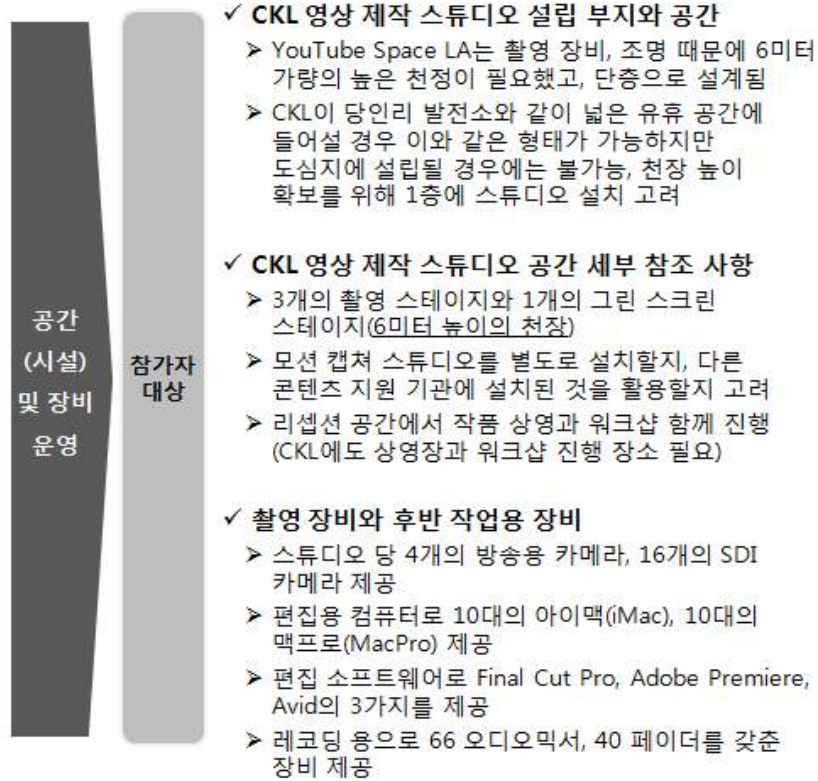 공간
(시설)
및 장비
운영
참가자
대상
✓ CKL 영상 제작 스튜디오 설립 부지와 공간
➢ YouTube Space LA는 촬영 장비, 조명 때문에 6미터
가량의 높은 천정이 필요했고, 단층으로 설계됨
➢ CKL이 당인리 발전소와 같이 넓은 유휴 공간에
들어설 경우 이와 같은 형태가 가능하지만
도심지에 설립될 경우에는 불가능, 천장 높이
확보를 위해 1층에 스튜디오 설치 고려
✓ CKL 영상 제작 스튜디오 공간 세부 참조 사항
➢ 3개의 촬영 스테이지와 1개의 그린 스크린
스테이지(6미터 높이의 천장)
➢ 모션 캡쳐 스튜디오를 별도로 설치할지, 다른
콘텐츠 지원 기관에 설치된 것을 활용할지 고려
➢ 리셉션 공간에서 작품 상영과 워크샵 함께 진행
(CKL에도 상영장과 워크샵 진행 장소 필요)
✓ 촬영 장비와 후반 작업용 장비
➢ 스튜디오 당 4개의 방송용 카메라, 16개의 SDI
카메라 제공
➢ 편집용 컴퓨터로 10대의 아이맥(iMac), 10대의
맥프로(MacPro) 제공
➢ 편집 소프트웨어로 Final Cut Pro, Adobe Premiere,
Avid의 3가지를 제공
➢ 레코딩 용으로 66 오디오믹서, 40 페이더를 갖춘
장비 제공